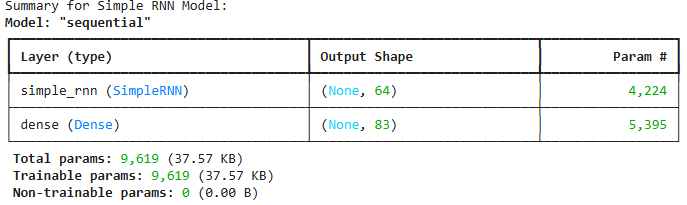 Summary for Simple RNN Model:
Model: "sequential"
Layer (type) Output Shape Param #
simple_rnn (SimpleRNN) (None, 64) 4,224
dense (Dense) (None, 83) 5,395
Total params: 9,619 (37.57 KB)
Trainable params: 9,619 (37.57 KB)
Non-trainable params: 0 (0.00 B)